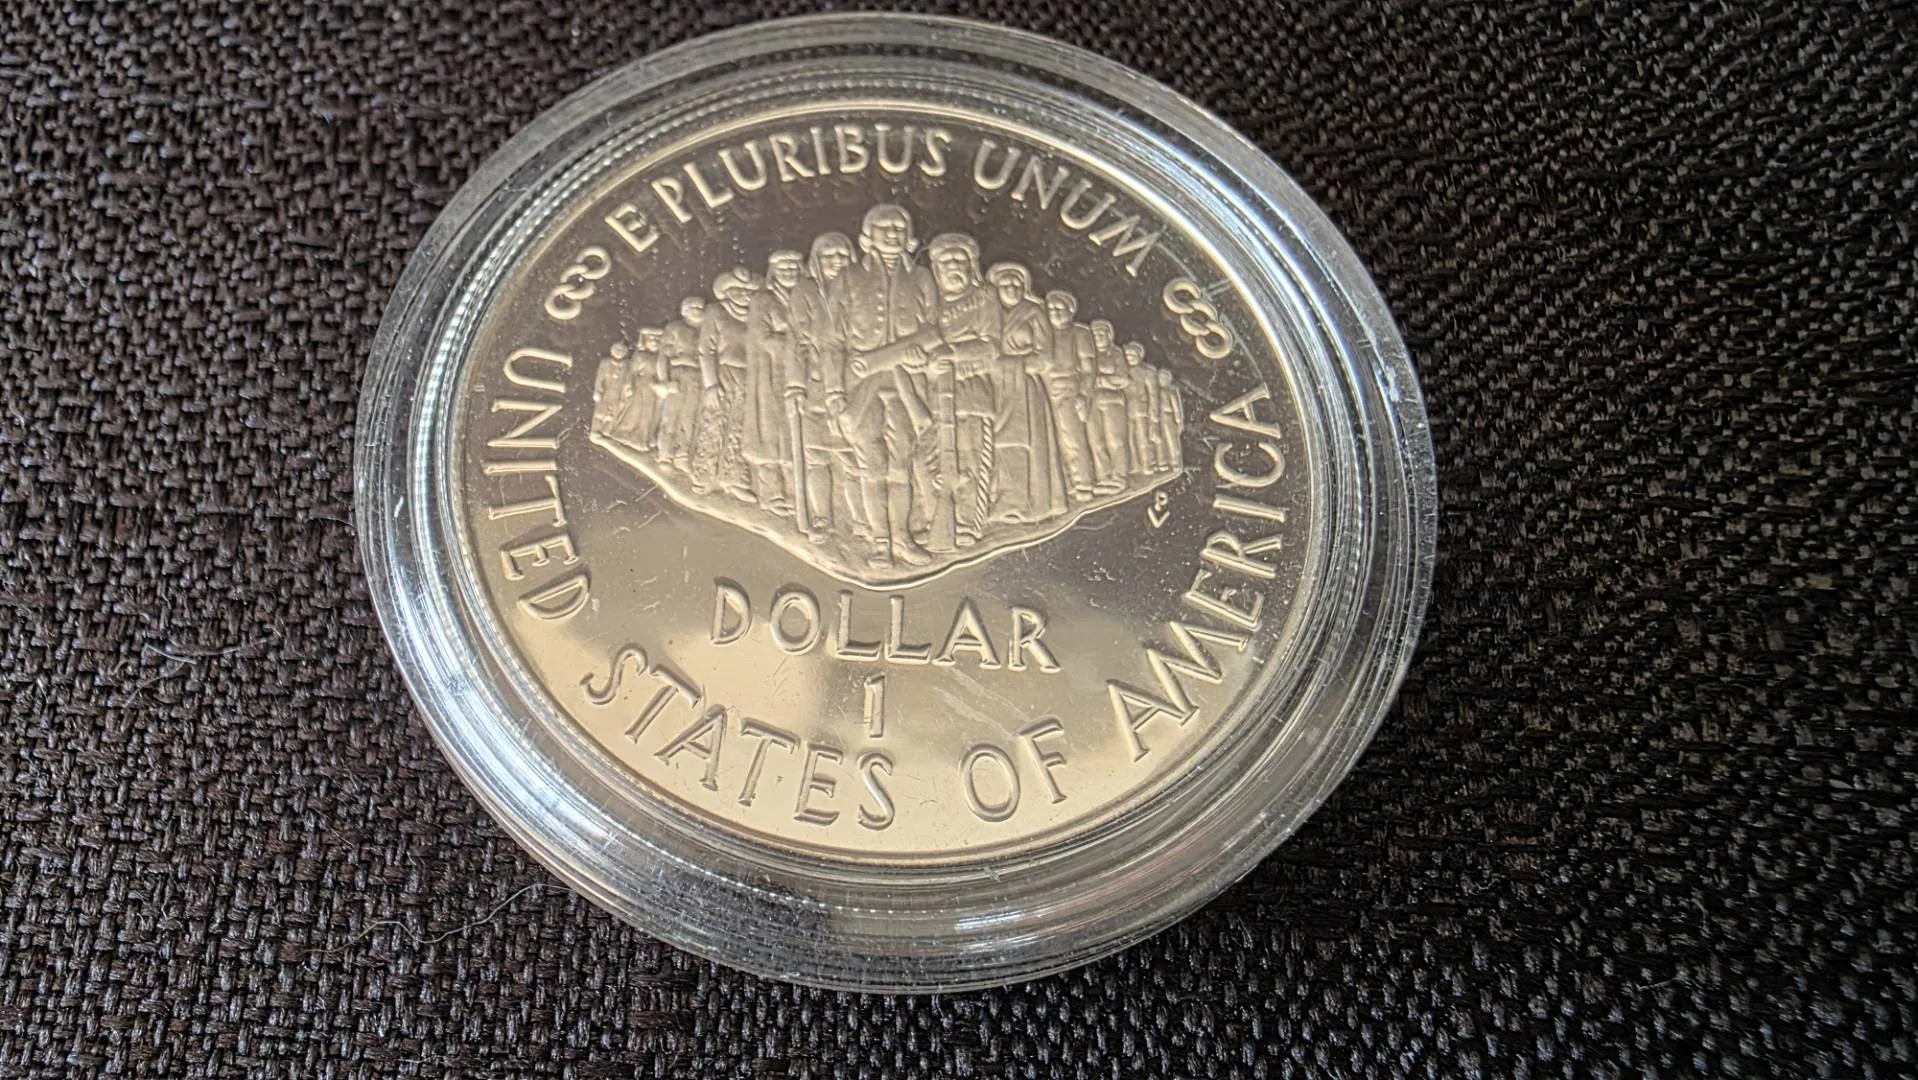 E PLURIBUS UNUM
DOLLAR
1
UNITED STATES OF AMERICA